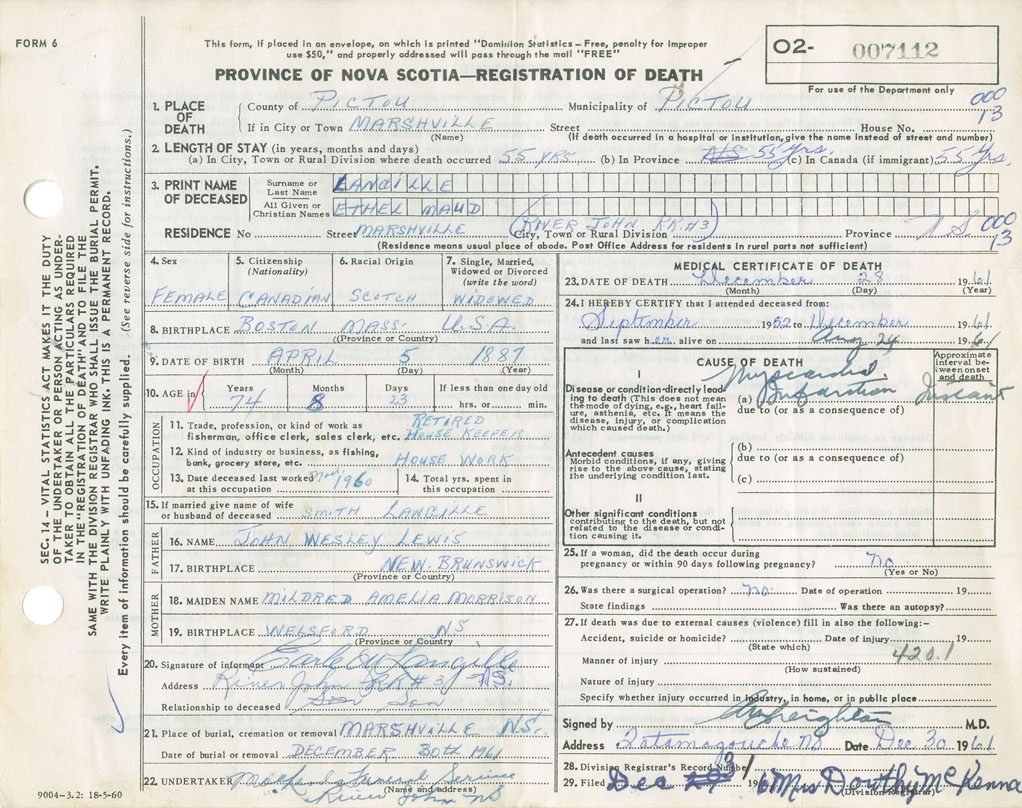 FORM 6
This form, if placed in an envelope, on which is printed "Dominion Statistics – Free, penalty for improper
use $50," and properly addressed will pass through the mail "FREE"
PROVINCE OF NOVA SCOTIA—REGISTRATION OF DEATH
O2- 007112
For use of the Department only
000
13
1. PLACE OF DEATH
County of PICTOU Municipality of PICTOU
If in City or Town MARSHVILLE Street House No.
(Name) (If death occurred in a hospital or institution, give the name instead of street and number)
2. LENGTH OF STAY (in years, months and days)
(a) In City, Town or Rural Division where death occurred 55 YRS. (b) In Province 55 yrs. (c) In Canada (if immigrant) 55 yrs.
3. PRINT NAME OF DECEASED
Surname or Last Name LANGILLE
All Given or Christian Names ETHEL MAUD
RESIDENCE No Street MARSHVILLE (RIVER JOHN RR#3) Province N.S. 000
(City, Town or Rural Division) 13
(Residence means usual place of abode. Post Office Address for residents in rural parts not sufficient)
4. Sex FEMALE
5. Citizenship (Nationality) CANADIAN
6. Racial Origin SCOTCH
7. Single, Married, Widowed or Divorced (write the word) WIDOWED
8. BIRTHPLACE BOSTON MASS. U.S.A.
(Province or Country)
9. DATE OF BIRTH APRIL 5 1887
(Month) (Day) (Year)
10. AGE in Years Months Days If less than one day old
74 8 23 hrs. or min.
OCCUPATION
11. Trade, profession, or kind of work as fisherman, office clerk, sales clerk, etc. RETIRED HOUSE KEEPER
12. Kind of industry or business, as fishing, bank, grocery store, etc. HOUSE WORK
13. Date deceased last worked at this occupation 1960
14. Total yrs. spent in this occupation
15. If married give name of wife or husband of deceased SMITH LANGILLE
FATHER
16. NAME JOHN WESLEY LEWIS
17. BIRTHPLACE NEW BRUNSWICK
(Province or Country)
MOTHER
18. MAIDEN NAME MILDRED AMELIA MORRISON
19. BIRTHPLACE WELSFORD NS
(Province or Country)
20. Signature of informant Earl W Langille
Address River John RR#3 NS.
Relationship to deceased Son Son
21. Place of burial, cremation or removal MARSHVILLE N.S.
Date of burial or removal DECEMBER 30th 1961
22. UNDERTAKER Funeral Service
(Name and address) River John NS
9004-3.2: 18-5-60
MEDICAL CERTIFICATE OF DEATH
23. DATE OF DEATH December 28 1961
(Month) (Day) (Year)
24. I HEREBY CERTIFY that I attended deceased from:
September 1952 to December 1961
and last saw her alive on Aug 24 61
CAUSE OF DEATH
Approximate interval between onset and death
I
Disease or condition directly leading to death (This does not mean the mode of dying, e.g., heart failure, asthenia, etc. It means the disease, injury, or complication which caused death.)
(a) Myocardial Infarction Instant
due to (or as a consequence of)
Antecedent causes
Morbid conditions, if any, giving rise to the above cause, stating the underlying condition last.
(b)
due to (or as a consequence of)
(c)
II
Other significant conditions
contributing to the death, but not related to the disease or condition causing it.
25. If a woman, did the death occur during
pregnancy or within 90 days following pregnancy? No
(Yes or No)
26. Was there a surgical operation? No. Date of operation 19
State findings Was there an autopsy?
27. If death was due to external causes (violence) fill in also the following:-
Accident, suicide or homicide? Date of injury 19
(State which) 420.1
Manner of injury
(How sustained)
Nature of injury
Specify whether injury occurred in industry, in home, or in public place
Signed by Creighton M.D.
Address Tatamagouche NS Date Dec 30 1961
28. Division Registrar's Record Number
29. Filed Dec 31 61 Mrs Dorothy McKenna
(Division Registrar)
SEC. 14 – VITAL STATISTICS ACT MAKES IT THE DUTY
OF THE UNDERTAKER OR PERSON ACTING AS UNDER-
TAKER TO OBTAIN ALL THE PARTICULARS REQUIRED
IN THE "REGISTRATION OF DEATH" AND TO FILE THE
SAME WITH THE DIVISION REGISTRAR WHO SHALL ISSUE THE BURIAL PERMIT.
WRITE PLAINLY WITH UNFADING INK. THIS IS A PERMANENT RECORD.
Every item of information should be carefully supplied. (See reverse side for instructions.)